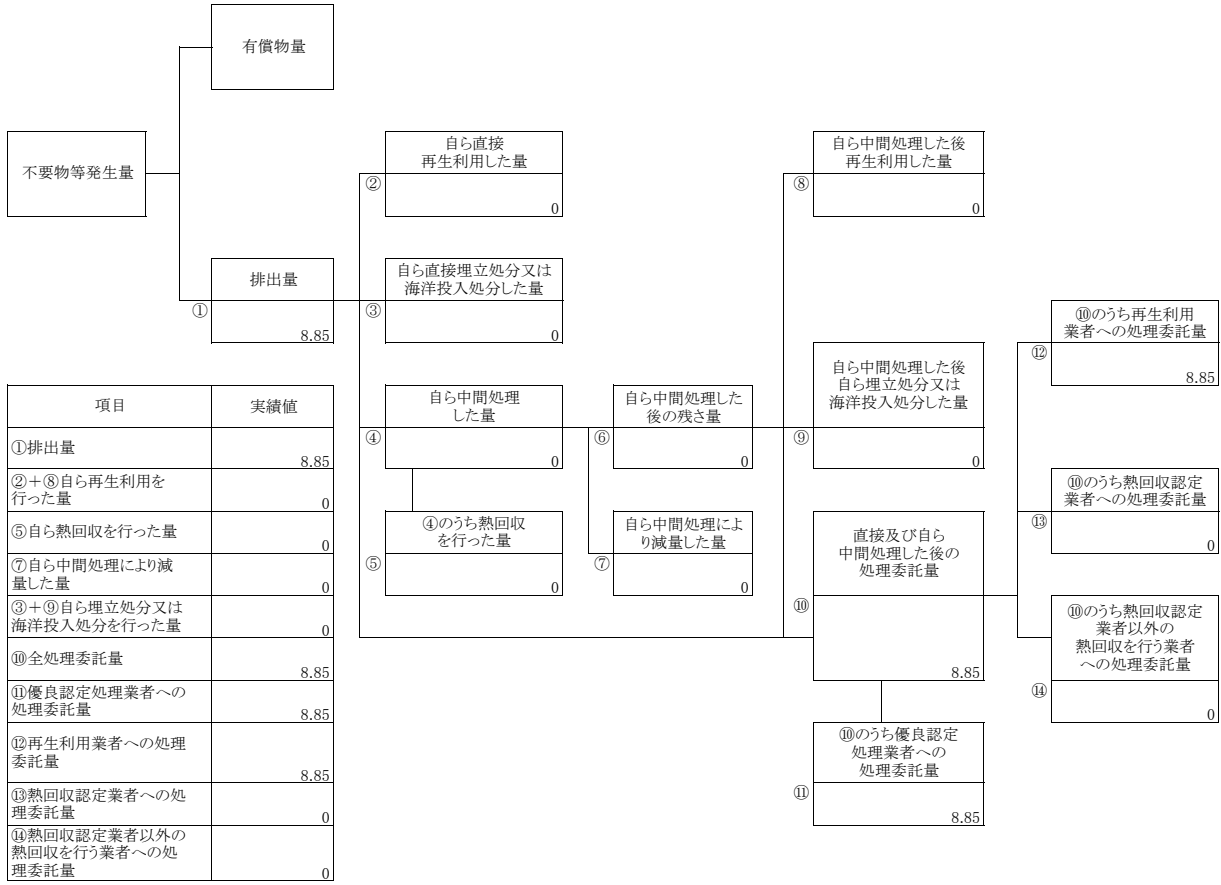 有償物量
不要物等発生量
自ら直接
再生利用した量
②
0
自ら中間処理した後
再生利用した量
⑧
0
排出量
①
8.85
自ら直接埋立処分又は
海洋投入処分した量
③
0
自ら中間処理
した量
④
0
自ら中間処理した
後の残さ量
⑥
0
自ら中間処理した後
自ら埋立処分又は
海洋投入処分した量
⑨
0
⑩のうち再生利用
業者への処理委託量
⑫
8.85
④のうち熱回収
を行った量
⑤
0
自ら中間処理によ
り減量した量
⑦
0
直接及び自ら
中間処理した後の
処理委託量
⑩
8.85
⑩のうち熱回収認定
業者への処理委託量
⑬
0
⑩のうち熱回収認定
業者以外の
熱回収を行う業者
への処理委託量
⑭
0
⑩のうち優良認定
処理業者への
処理委託量
⑪
8.85
項目 実績値
①排出量 8.85
②+⑧自ら再生利用を
行った量 0
⑤自ら熱回収を行った量 0
⑦自ら中間処理により減
量した量 0
③+⑨自ら埋立処分又は
海洋投入処分を行った量 0
⑩全処理委託量 8.85
⑪優良認定処理業者への
処理委託量 8.85
⑫再生利用業者への処理
委託量 8.85
⑬熱回収認定業者への処
理委託量 0
⑭熱回収認定業者以外の
熱回収を行う業者への処
理委託量 0